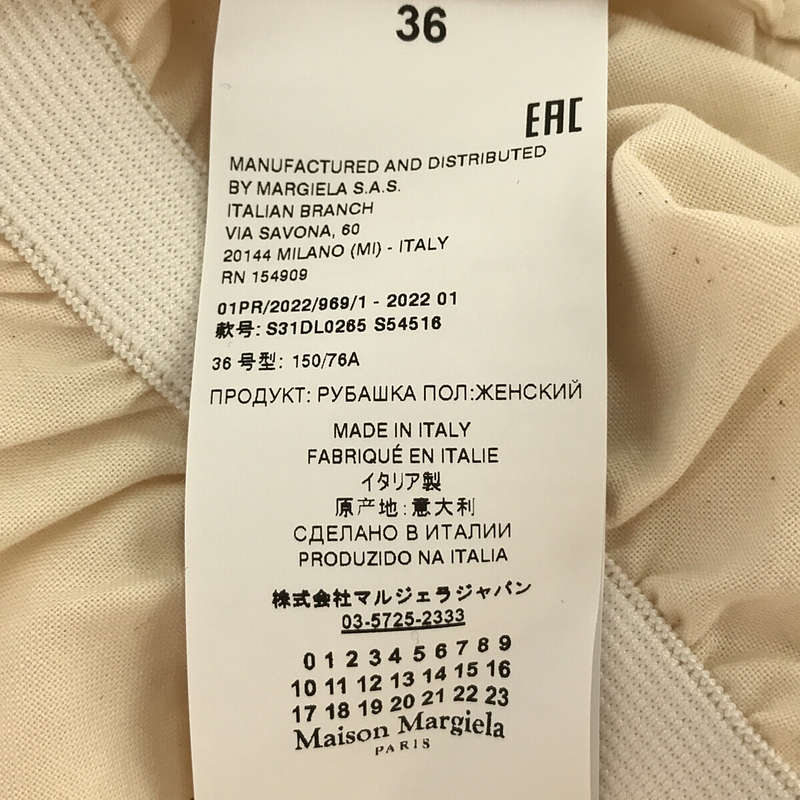 36
EAC
MANUFACTURED AND DISTRIBUTED
BY MARGIELA S.A.S.
ITALIAN BRANCH
VIA SAVONA, 60
20144 MILANO (MI) - ITALY
RN 154909
01PR/2022/969/1 - 2022 01
款号: S31DL0265 S54516
36 号型: 150/76A
ПРОДУКТ: РУБАШКА ПОЛ:ЖЕНСКИЙ
MADE IN ITALY
FABRIQUÉ EN ITALIE
イタリア製
原产地:意大利
СДЕЛАНО В ИТАЛИИ
PRODUZIDO NA ITALIA
株式会社マルジェラジャパン
03-5725-2333
0 1 2 3 4 5 6 7 8 9
10 11 12 13 14 15 16
17 18 19 20 21 22 23
Maison Margiela
PARIS